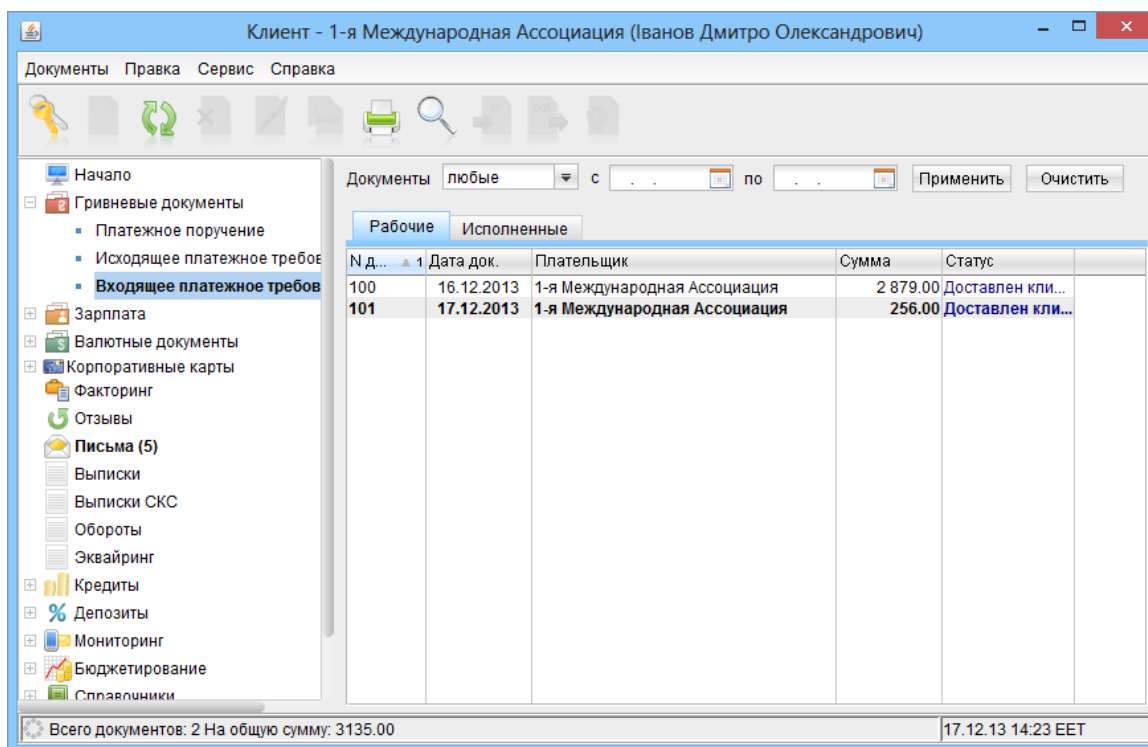 Клиент - 1-я Международная Ассоциация (Іванов Дмитро Олександрович)
Документы Правка Сервис Справка
Начало
Гривневые документы
Платежное поручение
Исходящее платежное требов
Входящее платежное требов
Зарплата
Валютные документы
Корпоративные карты
Факторинг
Отзывы
Письма (5)
Выписки
Выписки СКС
Обороты
Эквайринг
Кредиты
Депозиты
Мониторинг
Бюджетирование
Справочники
Документы любые с . . по . . Применить Очистить
Рабочие Исполненные
N д... 1 Дата док. Плательщик Сумма Статус
100 16.12.2013 1-я Международная Ассоциация 2 879.00 Доставлен кли...
101 17.12.2013 1-я Международная Ассоциация 256.00 Доставлен кли...
Всего документов: 2 На общую сумму: 3135.00 17.12.13 14:23 EET